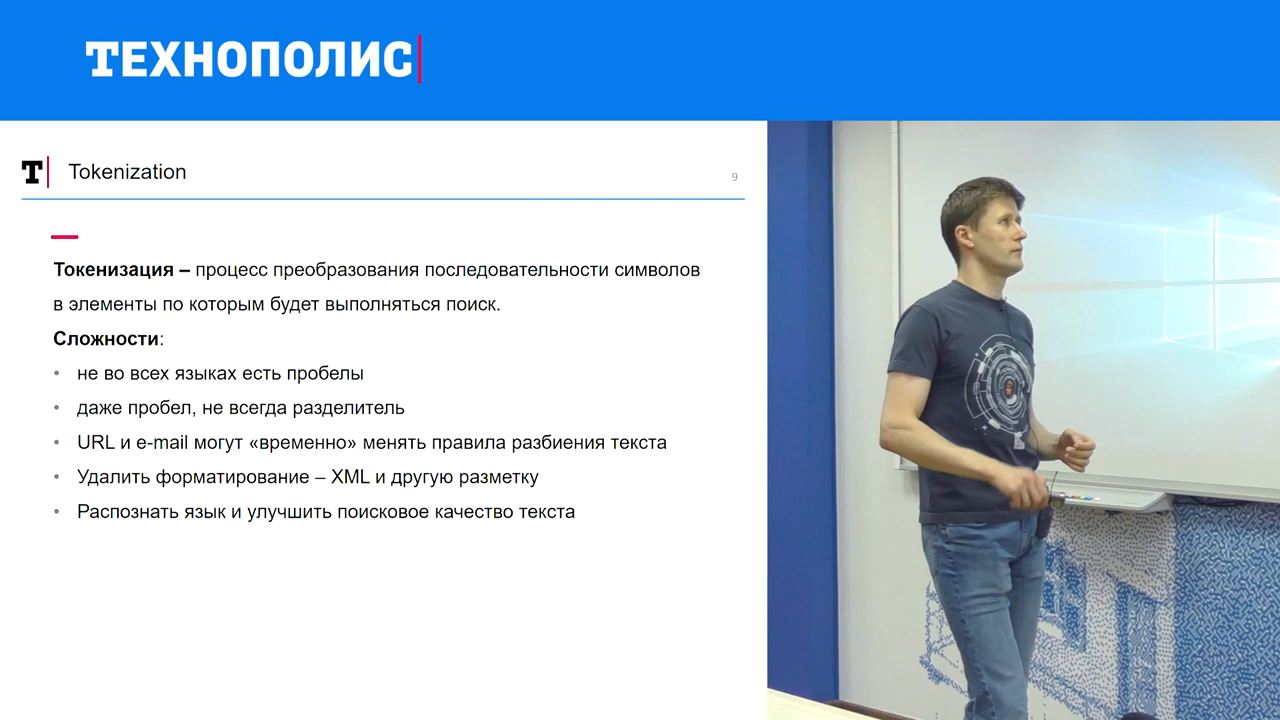 ТЕХНОПОЛИС
T
Tokenization
9
Токенизация – процесс преобразования последовательности символов
в элементы по которым будет выполняться поиск.
Сложности:
• не во всех языках есть пробелы
• даже пробел, не всегда разделитель
• URL и e-mail могут «временно» менять правила разбиения текста
• Удалить форматирование – XML и другую разметку
• Распознать язык и улучшить поисковое качество текста